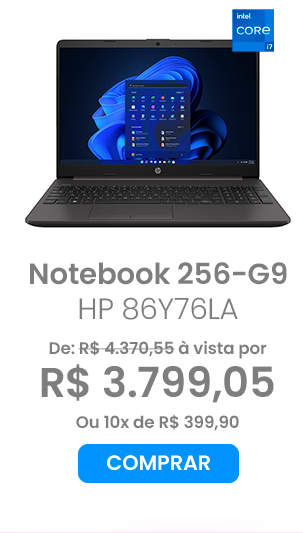 intel
CORE
i7
Notebook 256-G9
HP 86Y76LA
De: R$ 4.370,55 à vista por
R$ 3.799,05
Ou 10x de R$ 399,90
COMPRAR